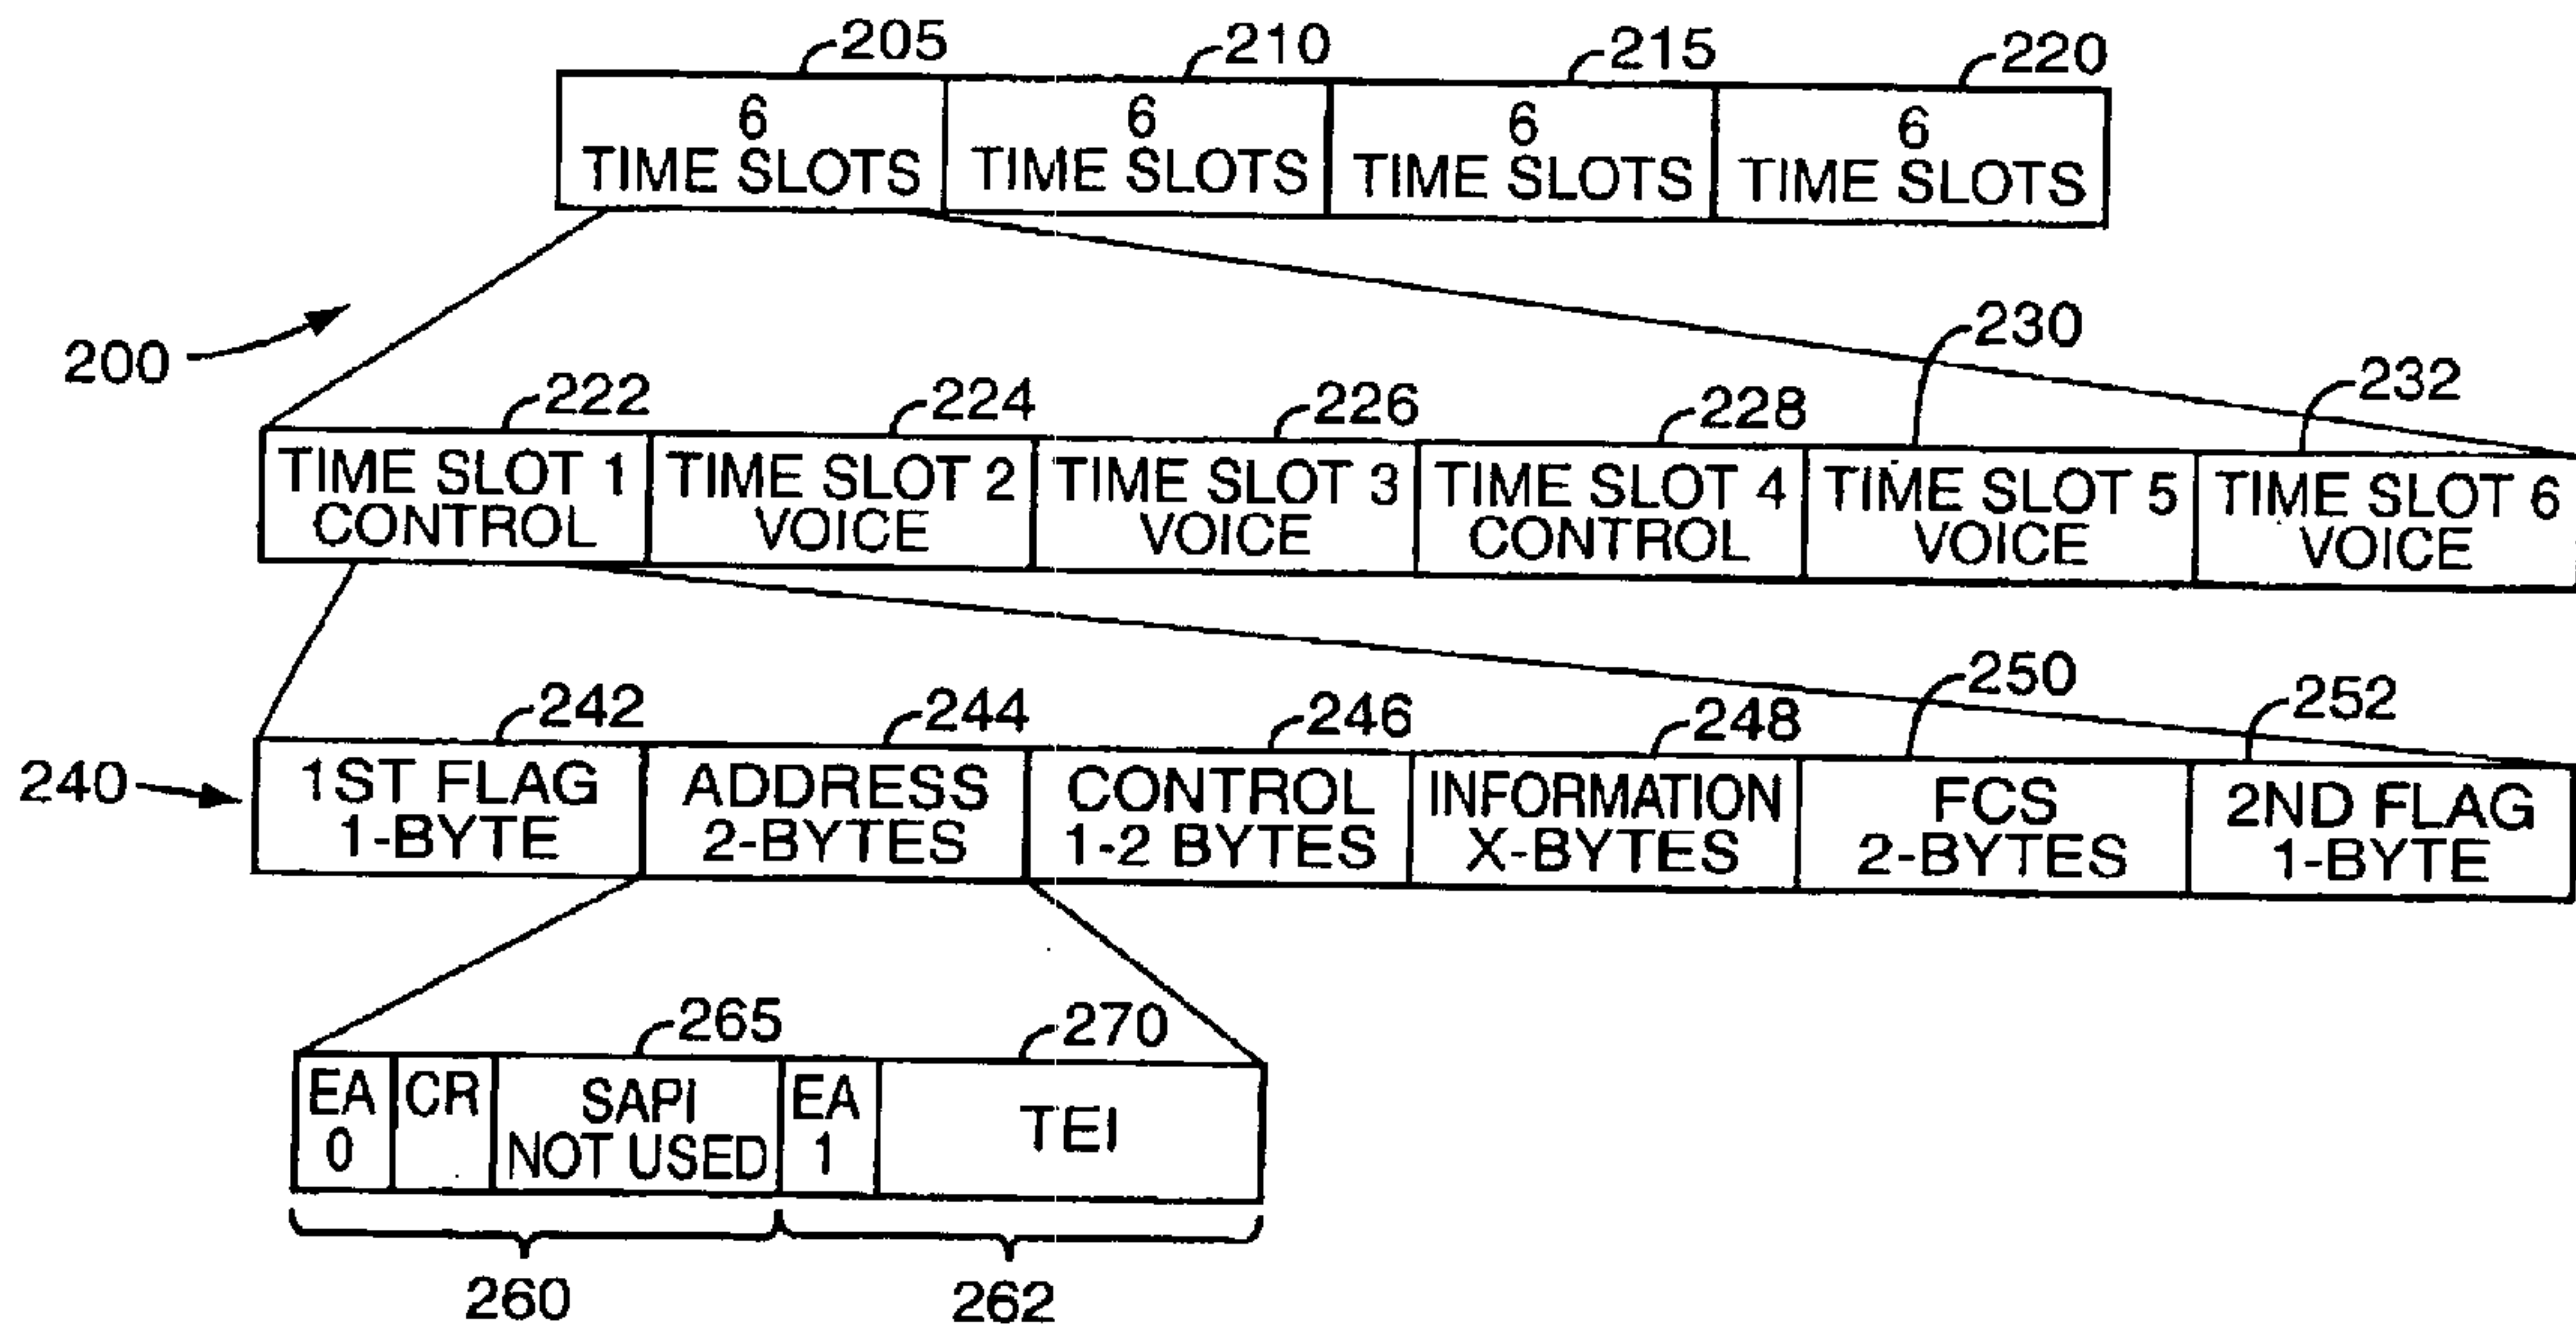 205 210 215 220
6 TIME SLOTS 6 TIME SLOTS 6 TIME SLOTS 6 TIME SLOTS
200
222 224 226 228 230 232
TIME SLOT 1 CONTROL TIME SLOT 2 VOICE TIME SLOT 3 VOICE TIME SLOT 4 CONTROL TIME SLOT 5 VOICE TIME SLOT 6 VOICE
240
242 244 246 248 250 252
1ST FLAG 1-BYTE ADDRESS 2-BYTES CONTROL 1-2 BYTES INFORMATION X-BYTES FCS 2-BYTES 2ND FLAG 1-BYTE
265 270
EA 0 CR SAPI NOT USED EA 1 TEI
260 262